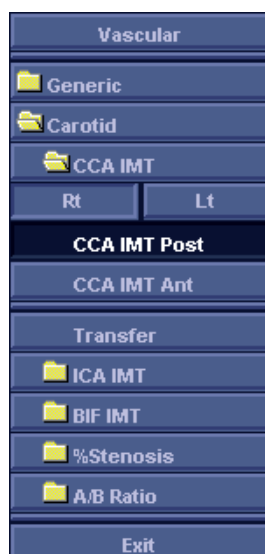 Vascular
Generic
Carotid
CCA IMT
Rt Lt
CCA IMT Post
CCA IMT Ant
Transfer
ICA IMT
BIF IMT
%Stenosis
A/B Ratio
Exit